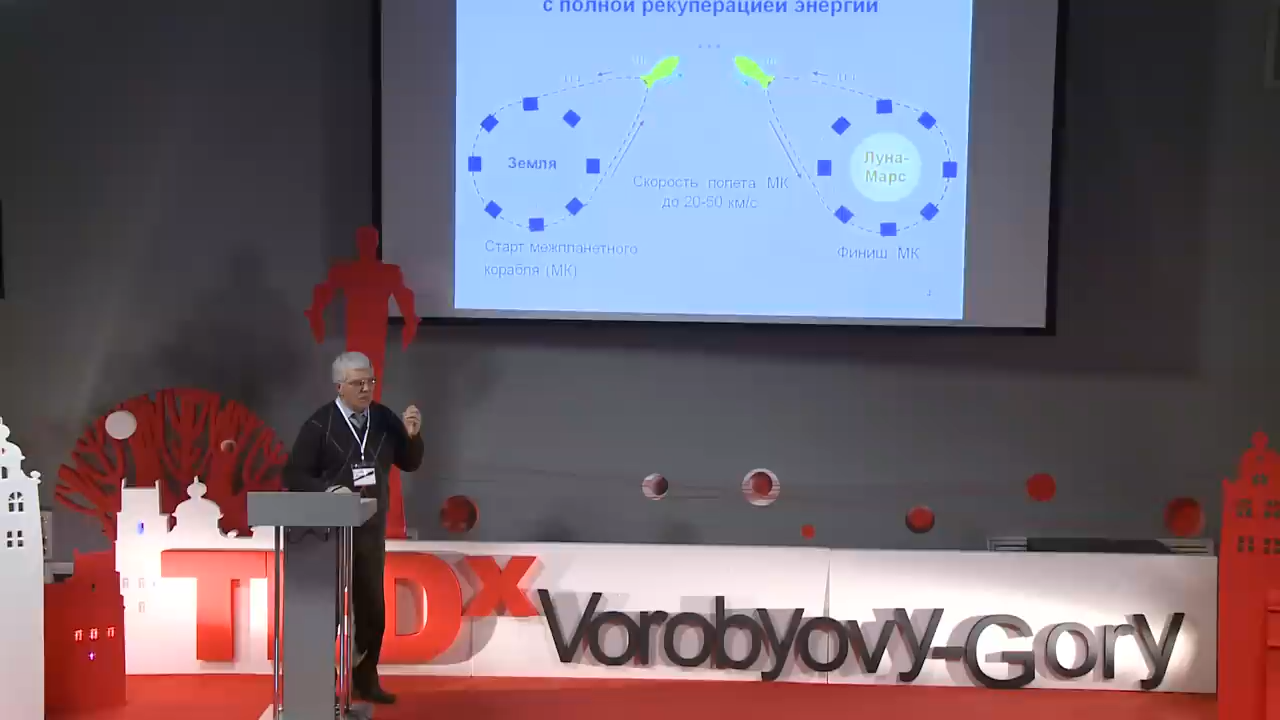 с полной рекуперацией энергии
Земля
Луна-
Марс
Скорость полета МК
до 20-50 км/с
Старт межпланетного
корабля (МК)
Финиш МК
TEDx
Vorobyovy-Gory